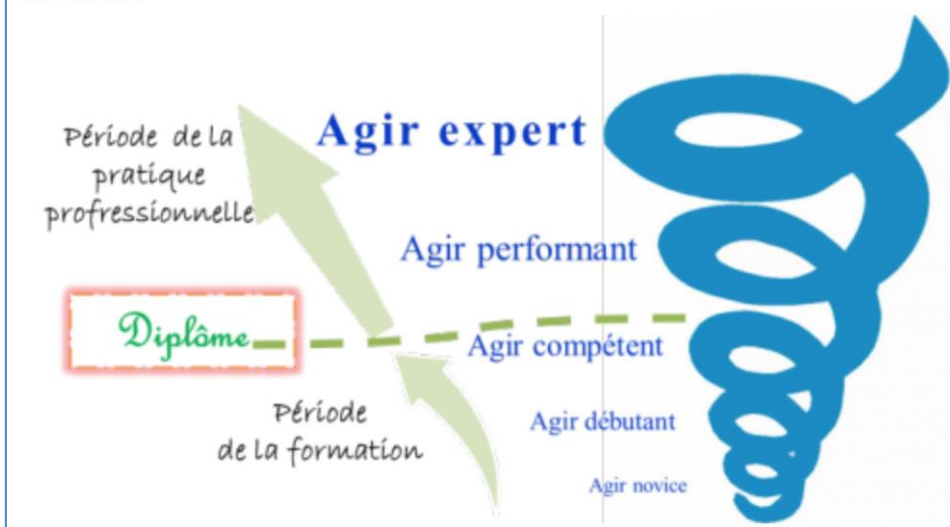 Période de la
pratique
profressionnelle
Agir expert
Agir performant
Diplôme
Agir compétent
Période
de la formation
Agir débutant
Agir novice